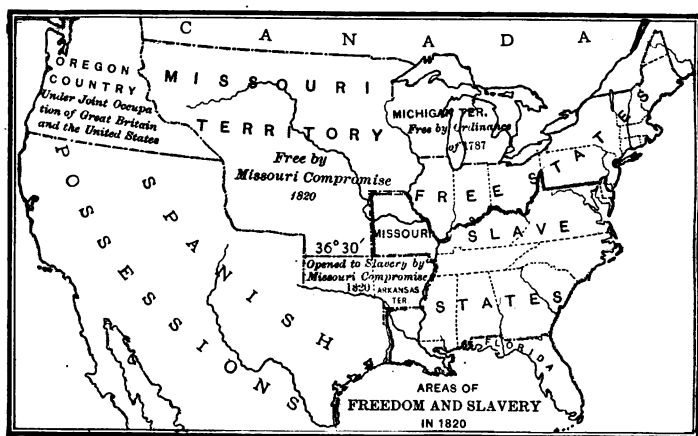 CANADA
OREGON
COUNTRY
Under Joint Occupa
tion of Great Britain
and the United States
MISSOURI
TERRITORY
Free by
Missouri Compromise
1820
MICHIGAN TER.
Free by Ordinance
of 1787
FREE STATES
MISSOURI
SLAVE
STATES
36° 30′
Opened to Slavery by
Missouri Compromise
1820
ARKANSAS
TER
SPANISH
POSSESSIONS
FLORIDA
AREAS OF
FREEDOM AND SLAVERY
IN 1820